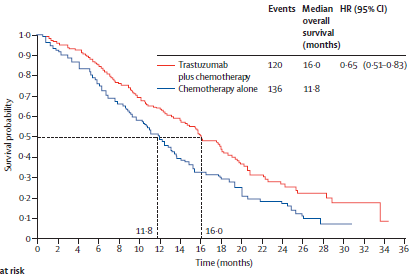 Events Median HR (95% CI)
overall
survival
(months)
Trastuzumab 120 16·0 0·65 (0·51–0·83)
plus chemotherapy
Chemotherapy alone 136 11·8
Survival probability
1·0
0·9
0·8
0·7
0·6
0·5
0·4
0·3
0·2
0·1
0
11·8 16·0
0 2 4 6 8 10 12 14 16 18 20 22 24 26 28 30 32 34 36
Time (months)
at risk